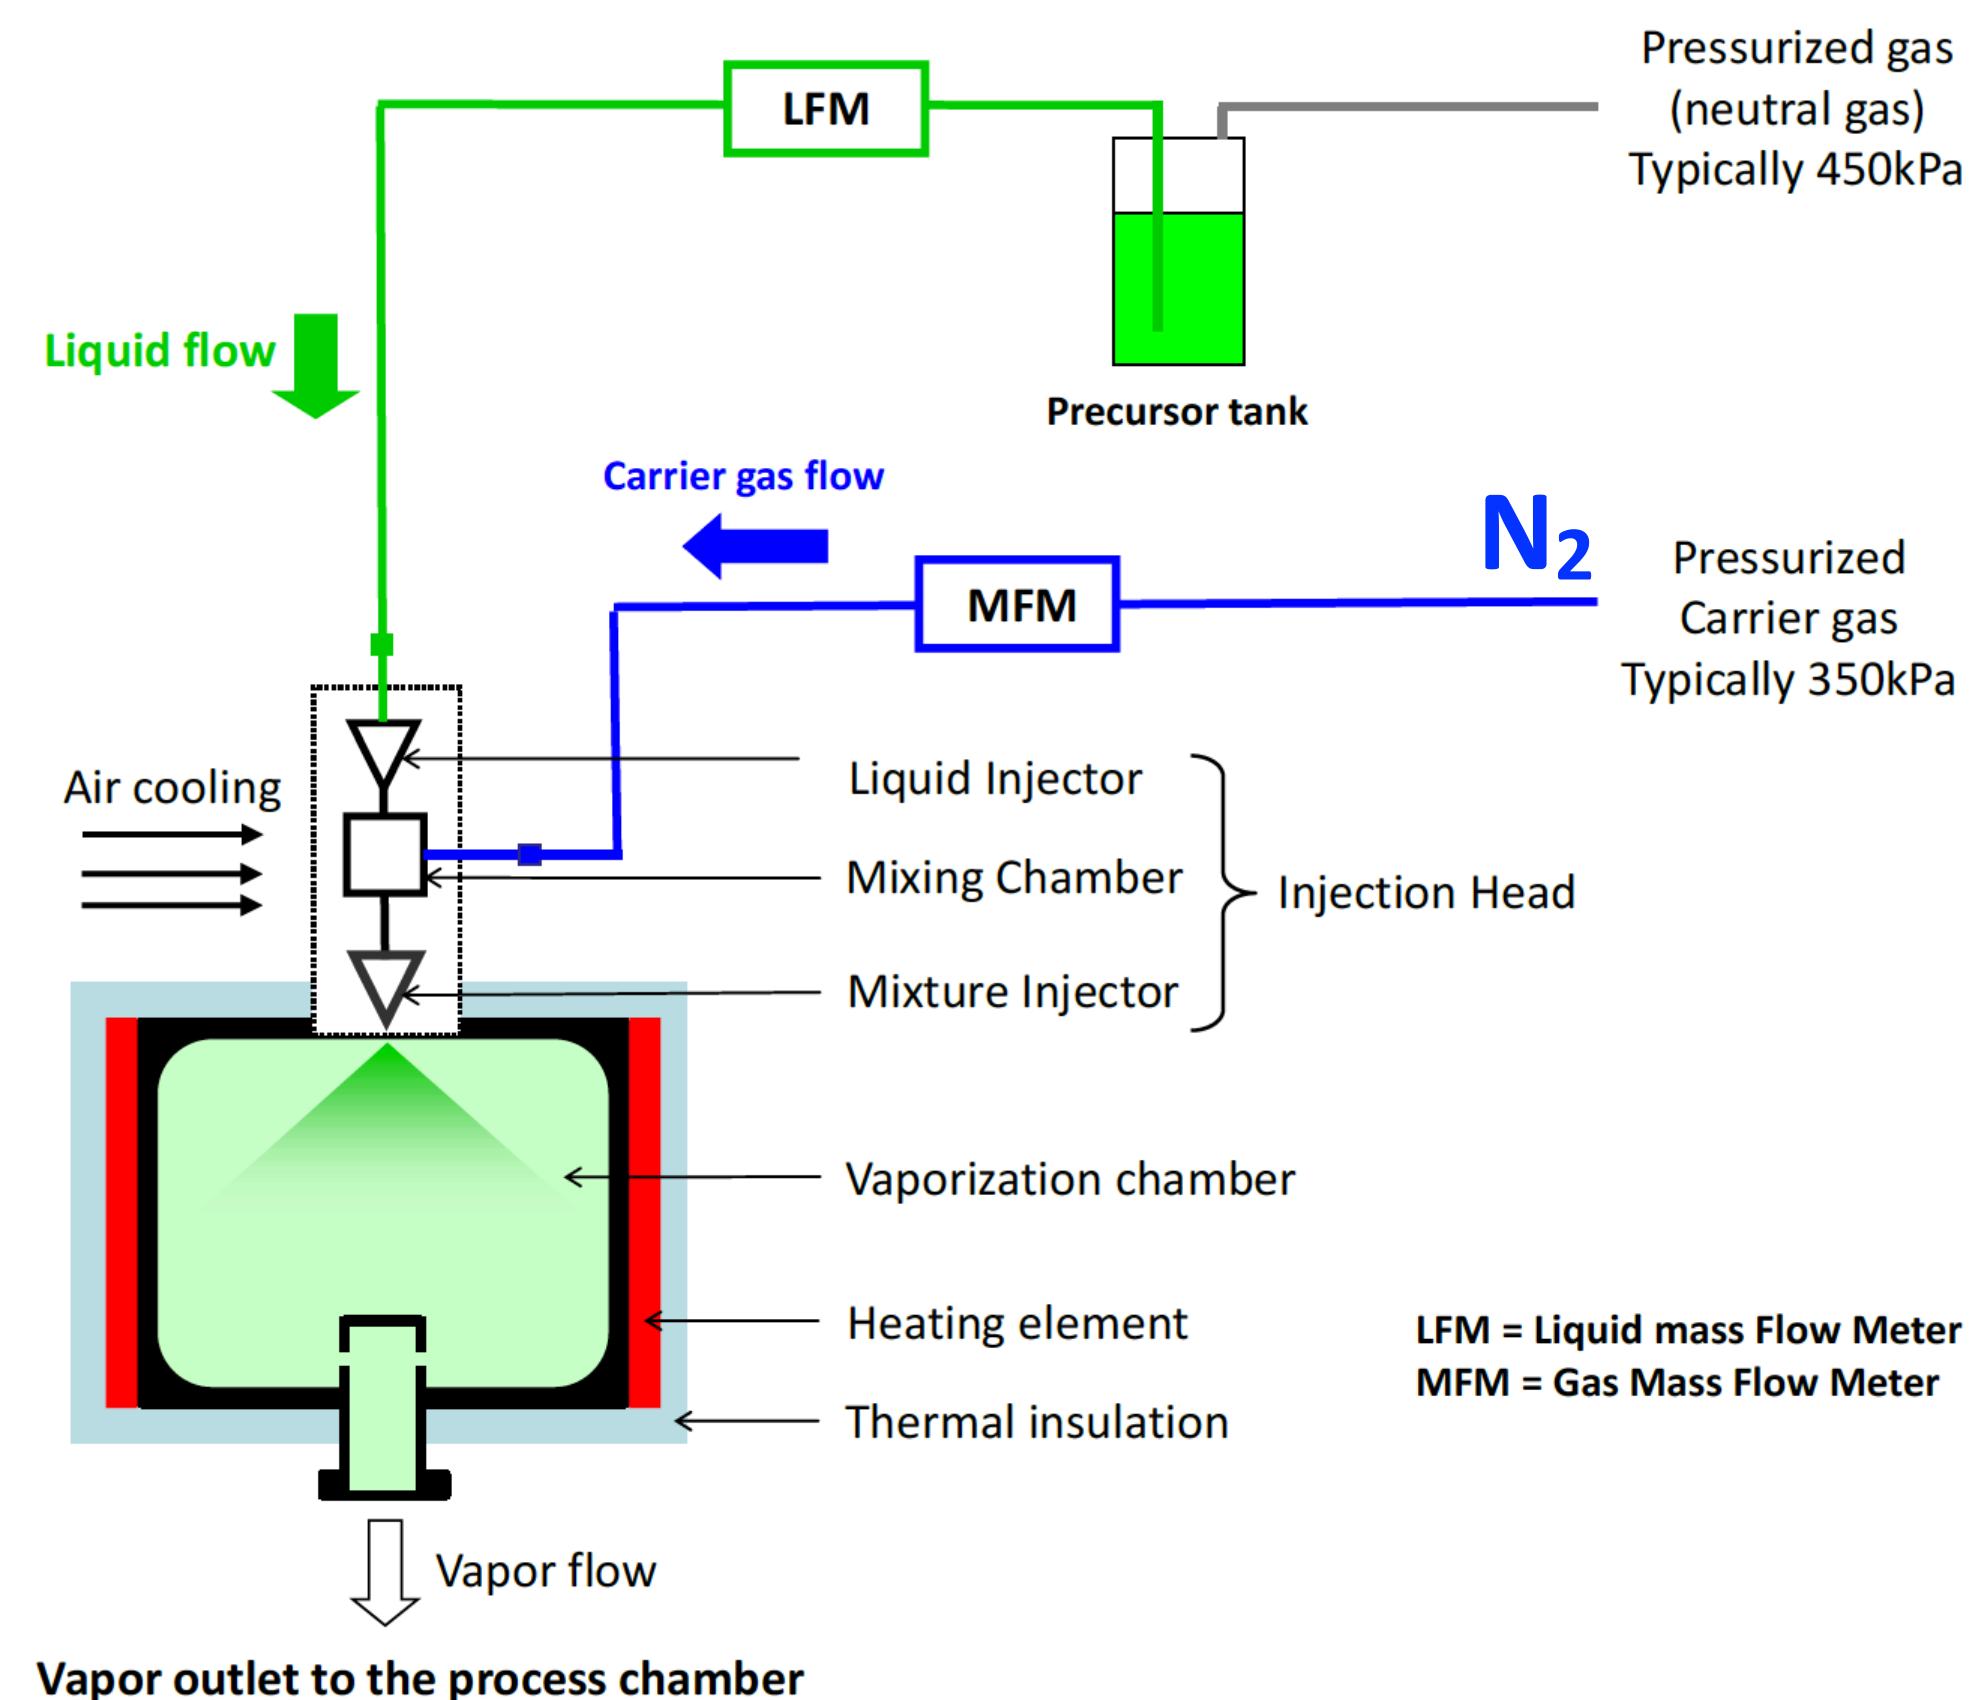 Pressurized gas
(neutral gas)
Typically 450kPa
LFM
Liquid flow
Precursor tank
Carrier gas flow
N₂
Pressurized
Carrier gas
Typically 350kPa
MFM
Air cooling
Liquid Injector
Mixing Chamber
Injection Head
Mixture Injector
Vaporization chamber
Heating element
LFM = Liquid mass Flow Meter
MFM = Gas Mass Flow Meter
Thermal insulation
Vapor flow
Vapor outlet to the process chamber